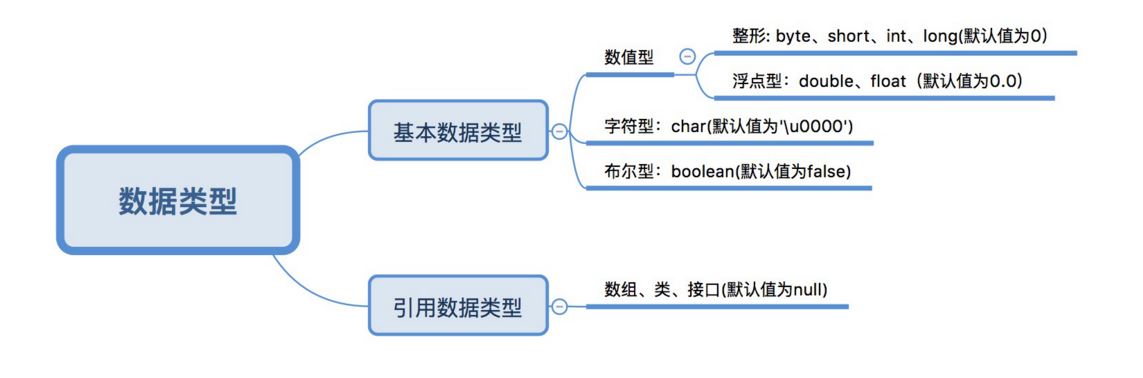 数据类型
基本数据类型
数值型
整形: byte、short、int、long(默认值为0)
浮点型：double、float（默认值为0.0）
字符型：char(默认值为'\u0000')
布尔型：boolean(默认值为false)
引用数据类型
数组、类、接口(默认值为null)